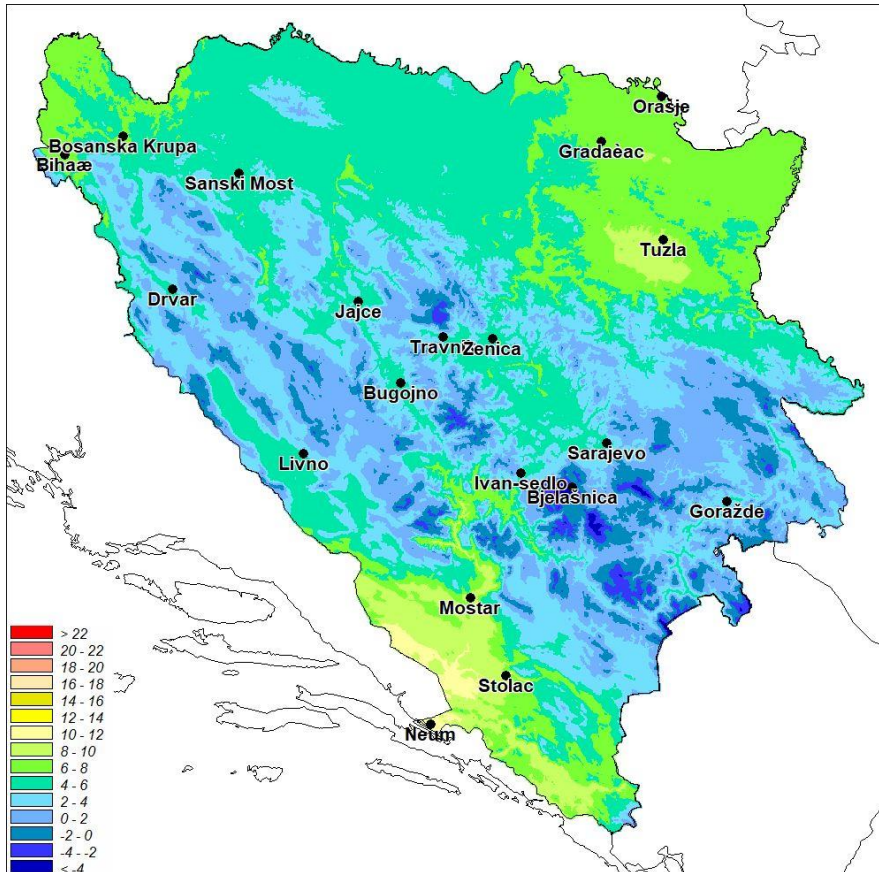 Orašje
Bosanska Krupa
Gradaèac
Bihaæ
Sanski Most
Tuzla
Drvar
Jajce
Zenica
Bugojno
Sarajevo
Livno
Ivan-sedlo
Bjelašnica
Goražde
Mostar
Stolac
Neum
> 22
20 - 22
18 - 20
16 - 18
14 - 16
12 - 14
10 - 12
8 - 10
6 - 8
4 - 6
2 - 4
0 - 2
-2 - 0
-4 - -2
< -4